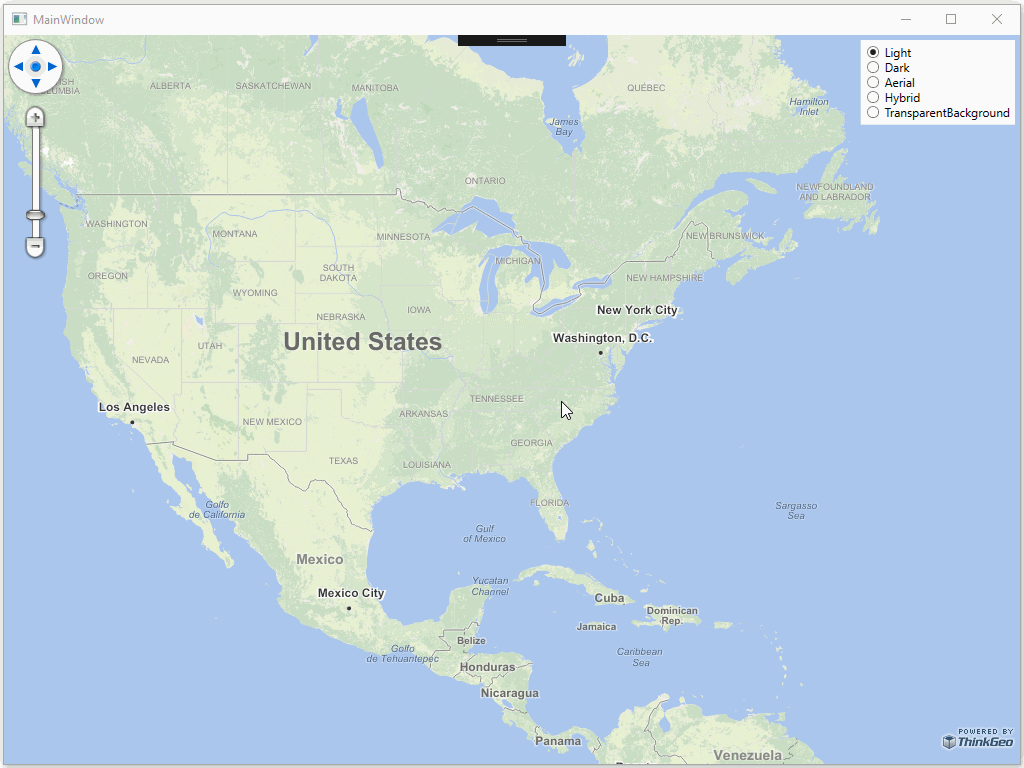 MainWindow
Light
Dark
Aerial
Hybrid
TransparentBackground
ALBERTA
SASKATCHEWAN
MANITOBA
QUÉBEC
Hamilton
Inlet
James
Bay
ONTARIO
NEWFOUNDLAND
AND LABRADOR
WASHINGTON
MONTANA
MINNESOTA
NEW BRUNSWICK
MICHIGAN
OREGON
SOUTH
DAKOTA
NEW HAMPSHIRE
WYOMING
IOWA
New York City
NEBRASKA
United States
Washington, D.C.
UTAH
NEVADA
TENNESSEE
Los Angeles
ARKANSAS
NEW MEXICO
GEORGIA
TEXAS
LOUISIANA
FLORIDA
Golfo
de California
Sargasso
Sea
Gulf
of Mexico
Mexico
Yucatan
Channel
Mexico City
Cuba
Dominican
Rep.
Jamaica
Belize
Golfo
de Tehuantepec
Caribbean
Sea
Honduras
Nicaragua
Panama
Venezuela
POWERED BY
ThinkGeo